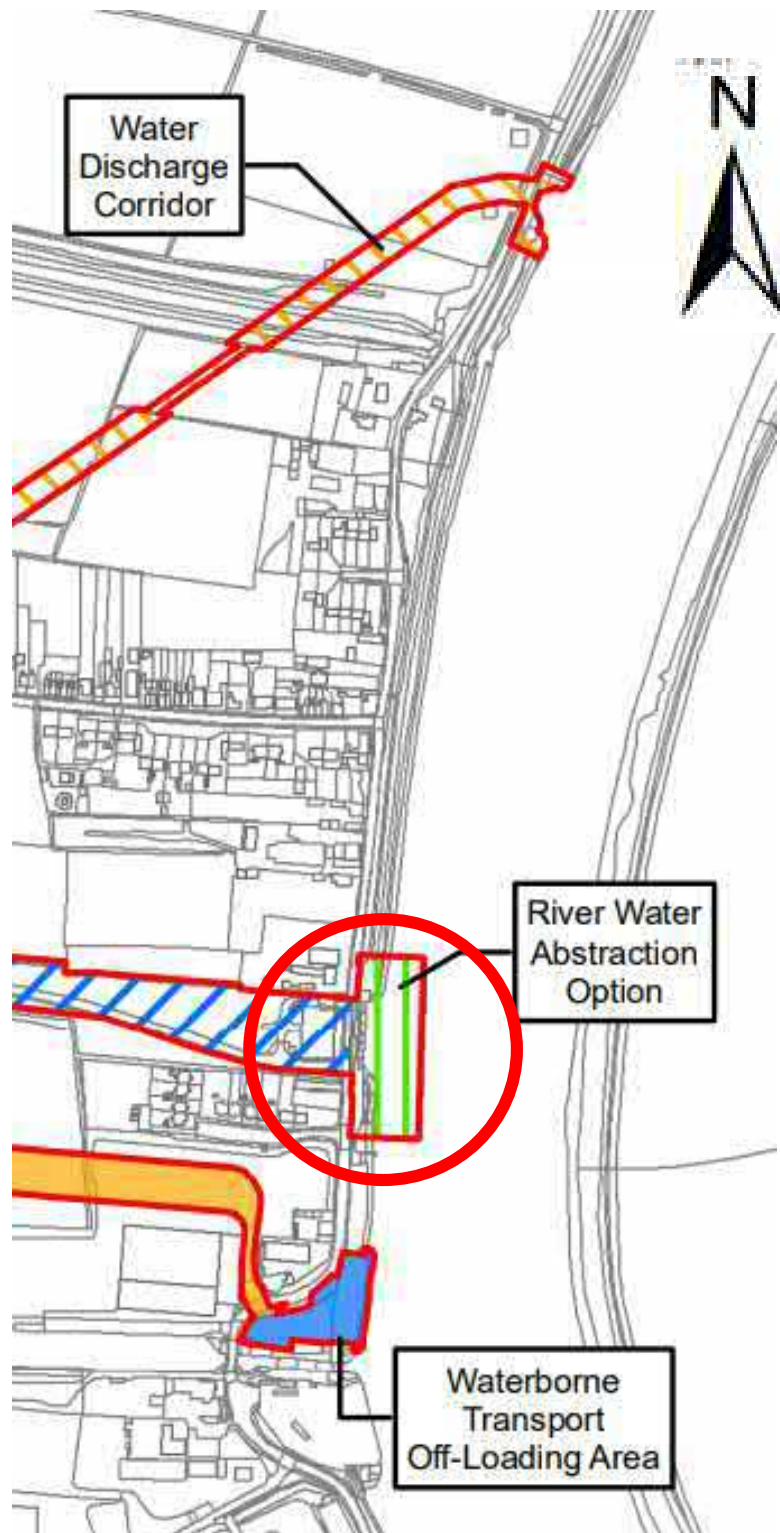 N
Water
Discharge
Corridor
River Water
Abstraction
Option
Waterborne
Transport
Off-Loading Area